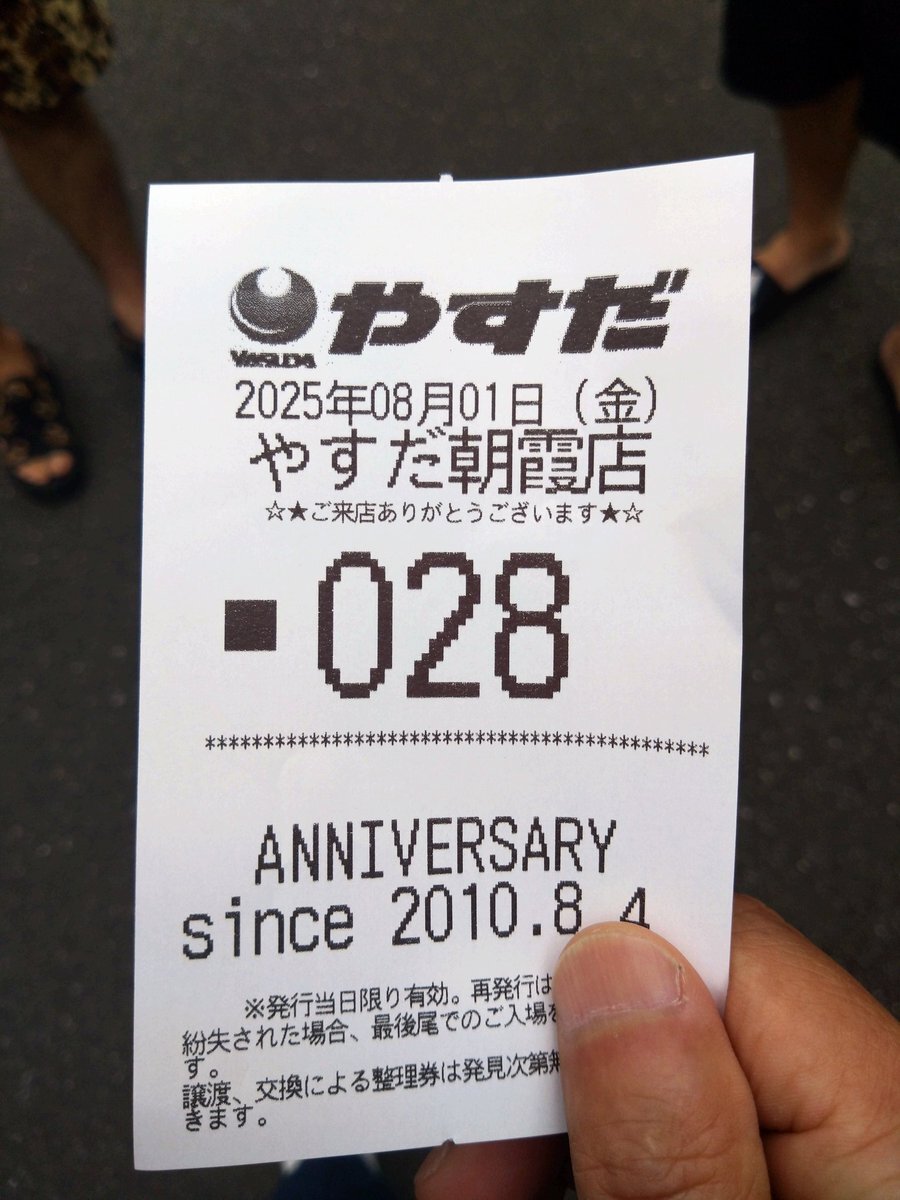 YASUDA
やすだ
2025年08月01日（金）
やすだ朝霞店
☆★ご来店ありがとうございます★☆
■028
*******************************************
ANNIVERSARY
since 2010.8.4
※発行当日限り有効。再発行は
紛失された場合、最後尾でのご入場を
す。
譲渡、交換による整理券は発見次第無
きます。